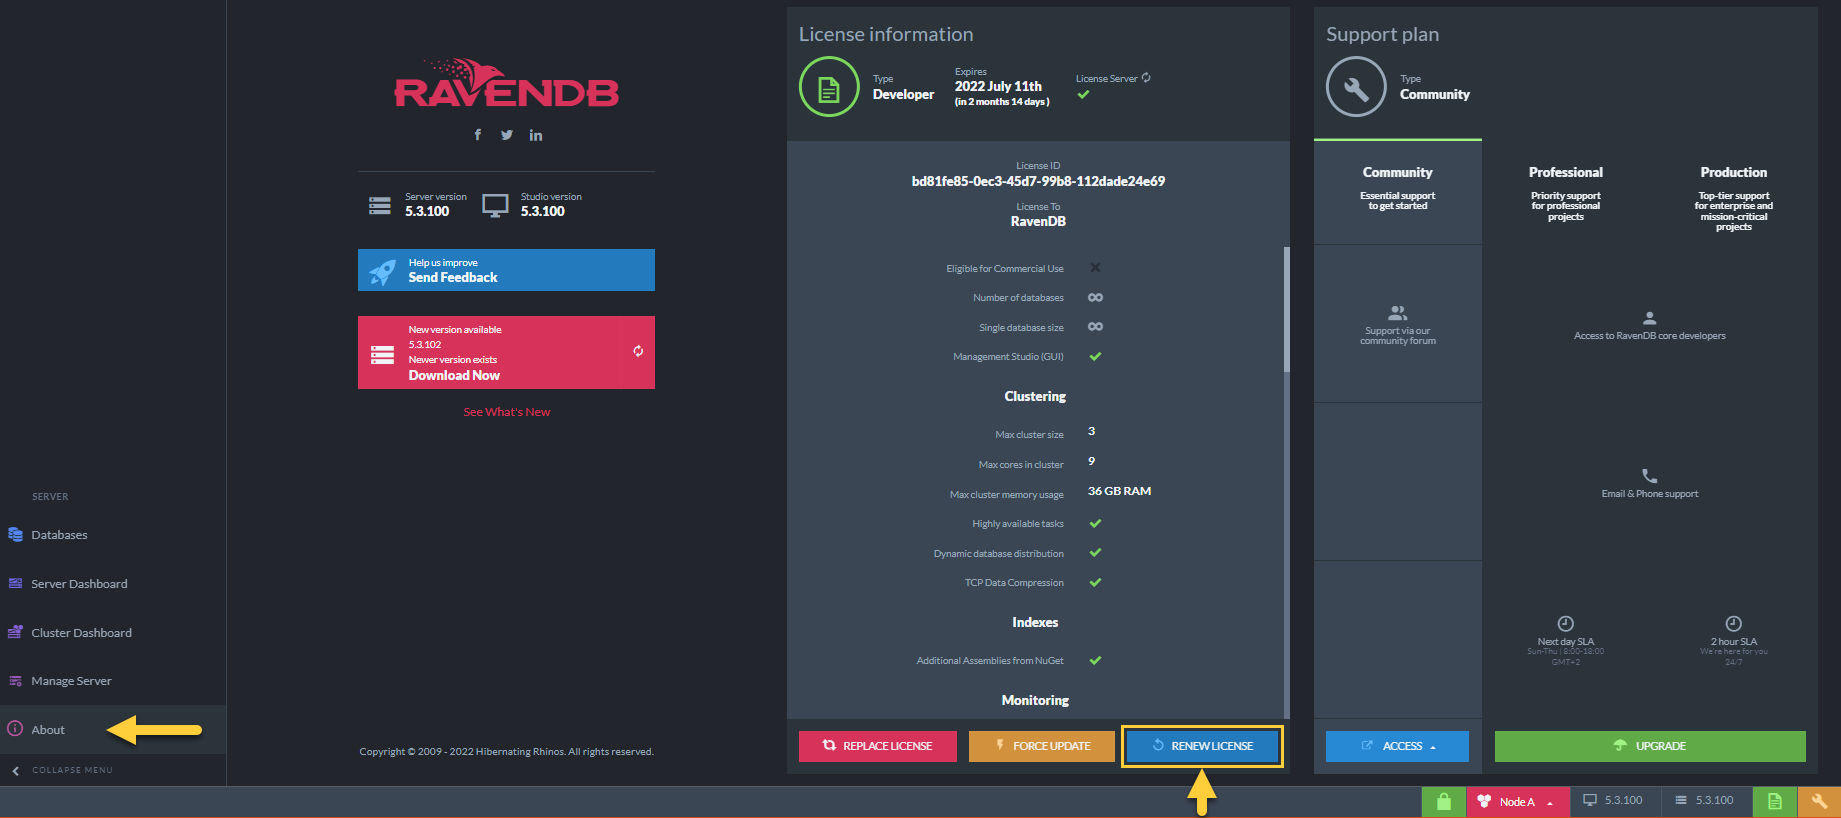 RAVENDB
Server version
5.3.100
Studio version
5.3.100
Help us improve
Send Feedback
New version available
5.3.102
Newer version exists
Download Now
See What's New
SERVER
Databases
Server Dashboard
Cluster Dashboard
Manage Server
About
COLLAPSE MENU
Copyright © 2009 - 2022 Hibernating Rhinos. All rights reserved.
License information
Type
Developer
Expires
2022 July 11th
(in 2 months 14 days )
License Server
License ID
bd81fe85-0ec3-45d7-99b8-112dade24e69
License To
RavenDB
Eligible for Commercial Use
Number of databases
Single database size
Management Studio (GUI)
Clustering
Max cluster size 3
Max cores in cluster 9
Max cluster memory usage 36 GB RAM
Highly available tasks
Dynamic database distribution
TCP Data Compression
Indexes
Additional Assemblies from NuGet
Monitoring
REPLACE LICENSE
FORCE UPDATE
RENEW LICENSE
Support plan
Type
Community
Community
Essential support
to get started
Professional
Priority support
for professional
projects
Production
Top-tier support
for enterprise and
mission-critical
projects
Support via our
community forum
Access to RavenDB core developers
Email & Phone support
Next day SLA
Sun-Thu | 8:00-18:00
GMT+2
2 hour SLA
We're here for you
24/7
ACCESS
UPGRADE
Node A
5.3.100
5.3.100